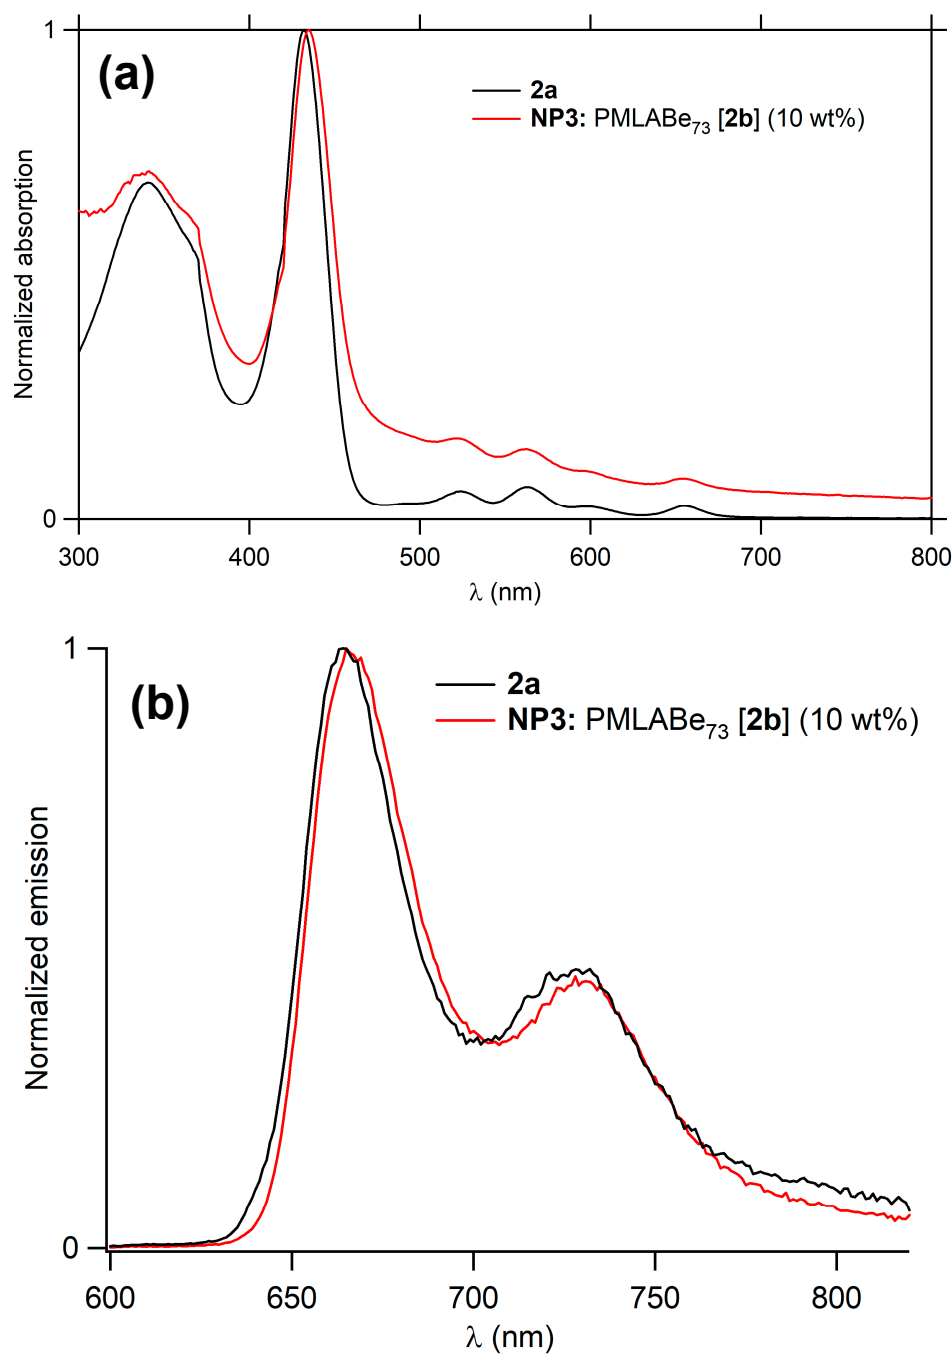 1
(a)
2a
NP3: PMLABe73 [2b] (10 wt%)
Normalized absorption
0
300 400 500 600 700 800
λ (nm)
1
(b)
2a
NP3: PMLABe73 [2b] (10 wt%)
Normalized emission
0
600 650 700 750 800
λ (nm)